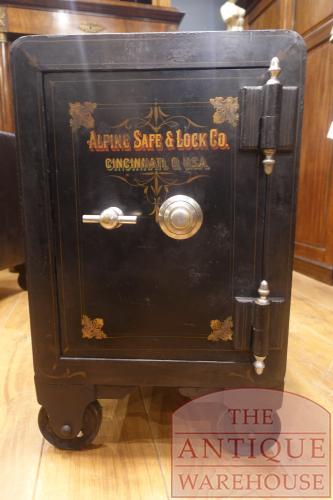 ALPINE SAFE & LOCK CO.
CINCINNATI. O. U.S.A.
THE
ANTIQUE
WAREHOUSE